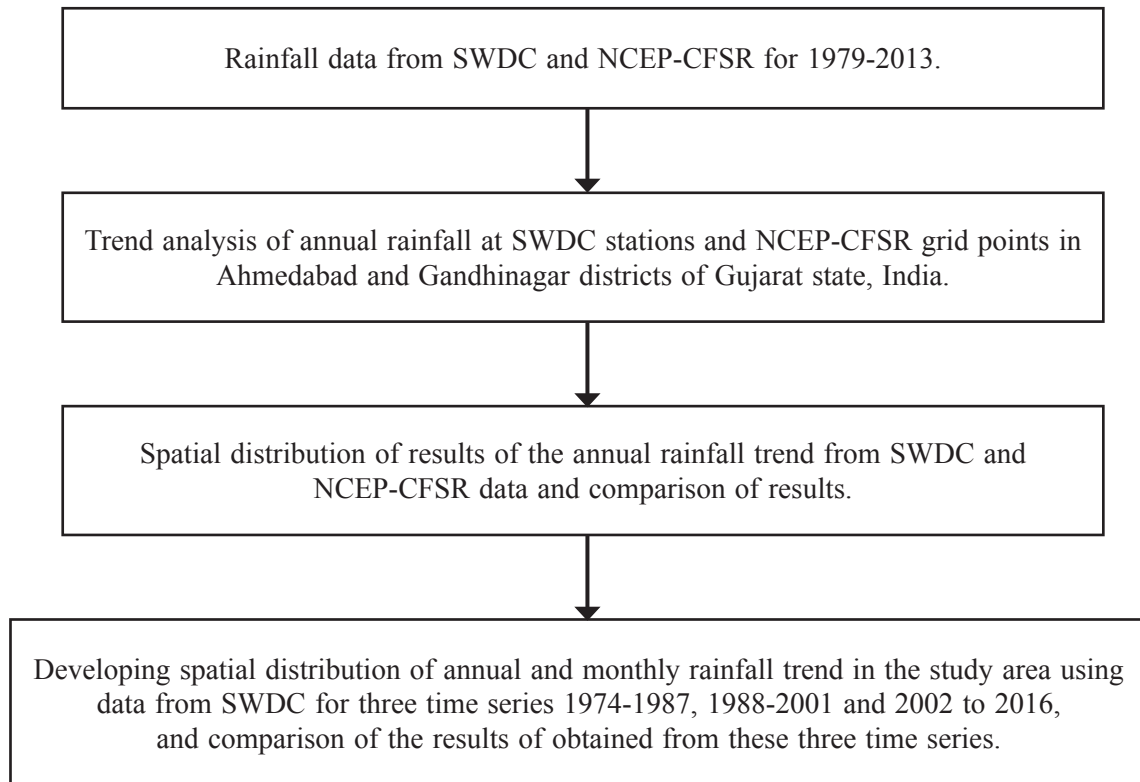 Rainfall data from SWDC and NCEP-CFSR for 1979-2013.
Trend analysis of annual rainfall at SWDC stations and NCEP-CFSR grid points in
Ahmedabad and Gandhinagar districts of Gujarat state, India.
Spatial distribution of results of the annual rainfall trend from SWDC and
NCEP-CFSR data and comparison of results.
Developing spatial distribution of annual and monthly rainfall trend in the study area using
data from SWDC for three time series 1974-1987, 1988-2001 and 2002 to 2016,
and comparison of the results of obtained from these three time series.